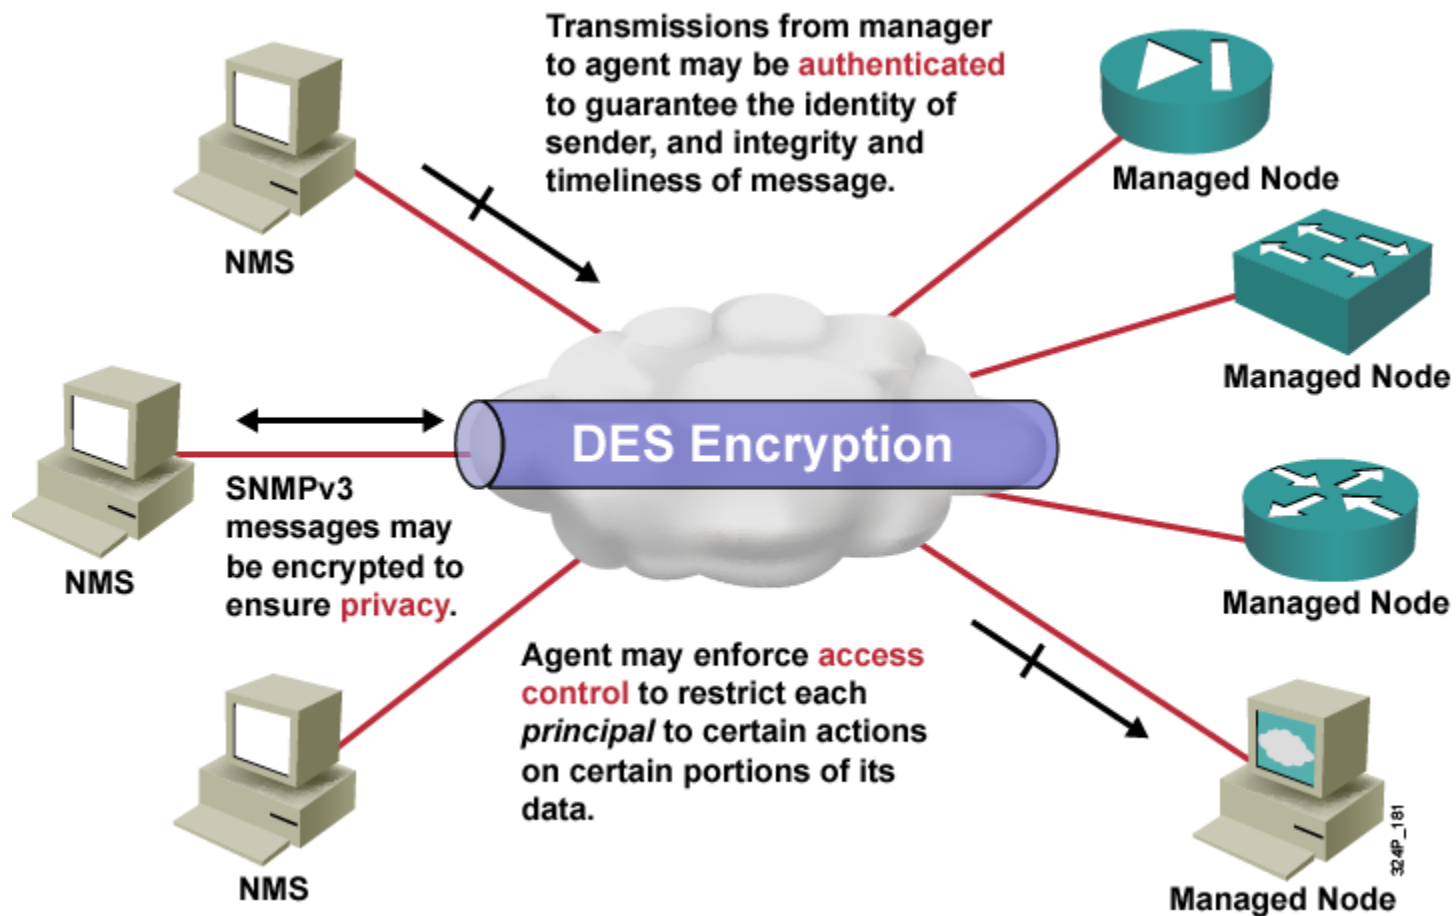 Transmissions from manager
to agent may be authenticated
to guarantee the identity of
sender, and integrity and
timeliness of message.
NMS
Managed Node
Managed Node
DES Encryption
SNMPv3
messages may
be encrypted to
ensure privacy.
NMS
Managed Node
Agent may enforce access
control to restrict each
principal to certain actions
on certain portions of its
data.
NMS
Managed Node
324P_181